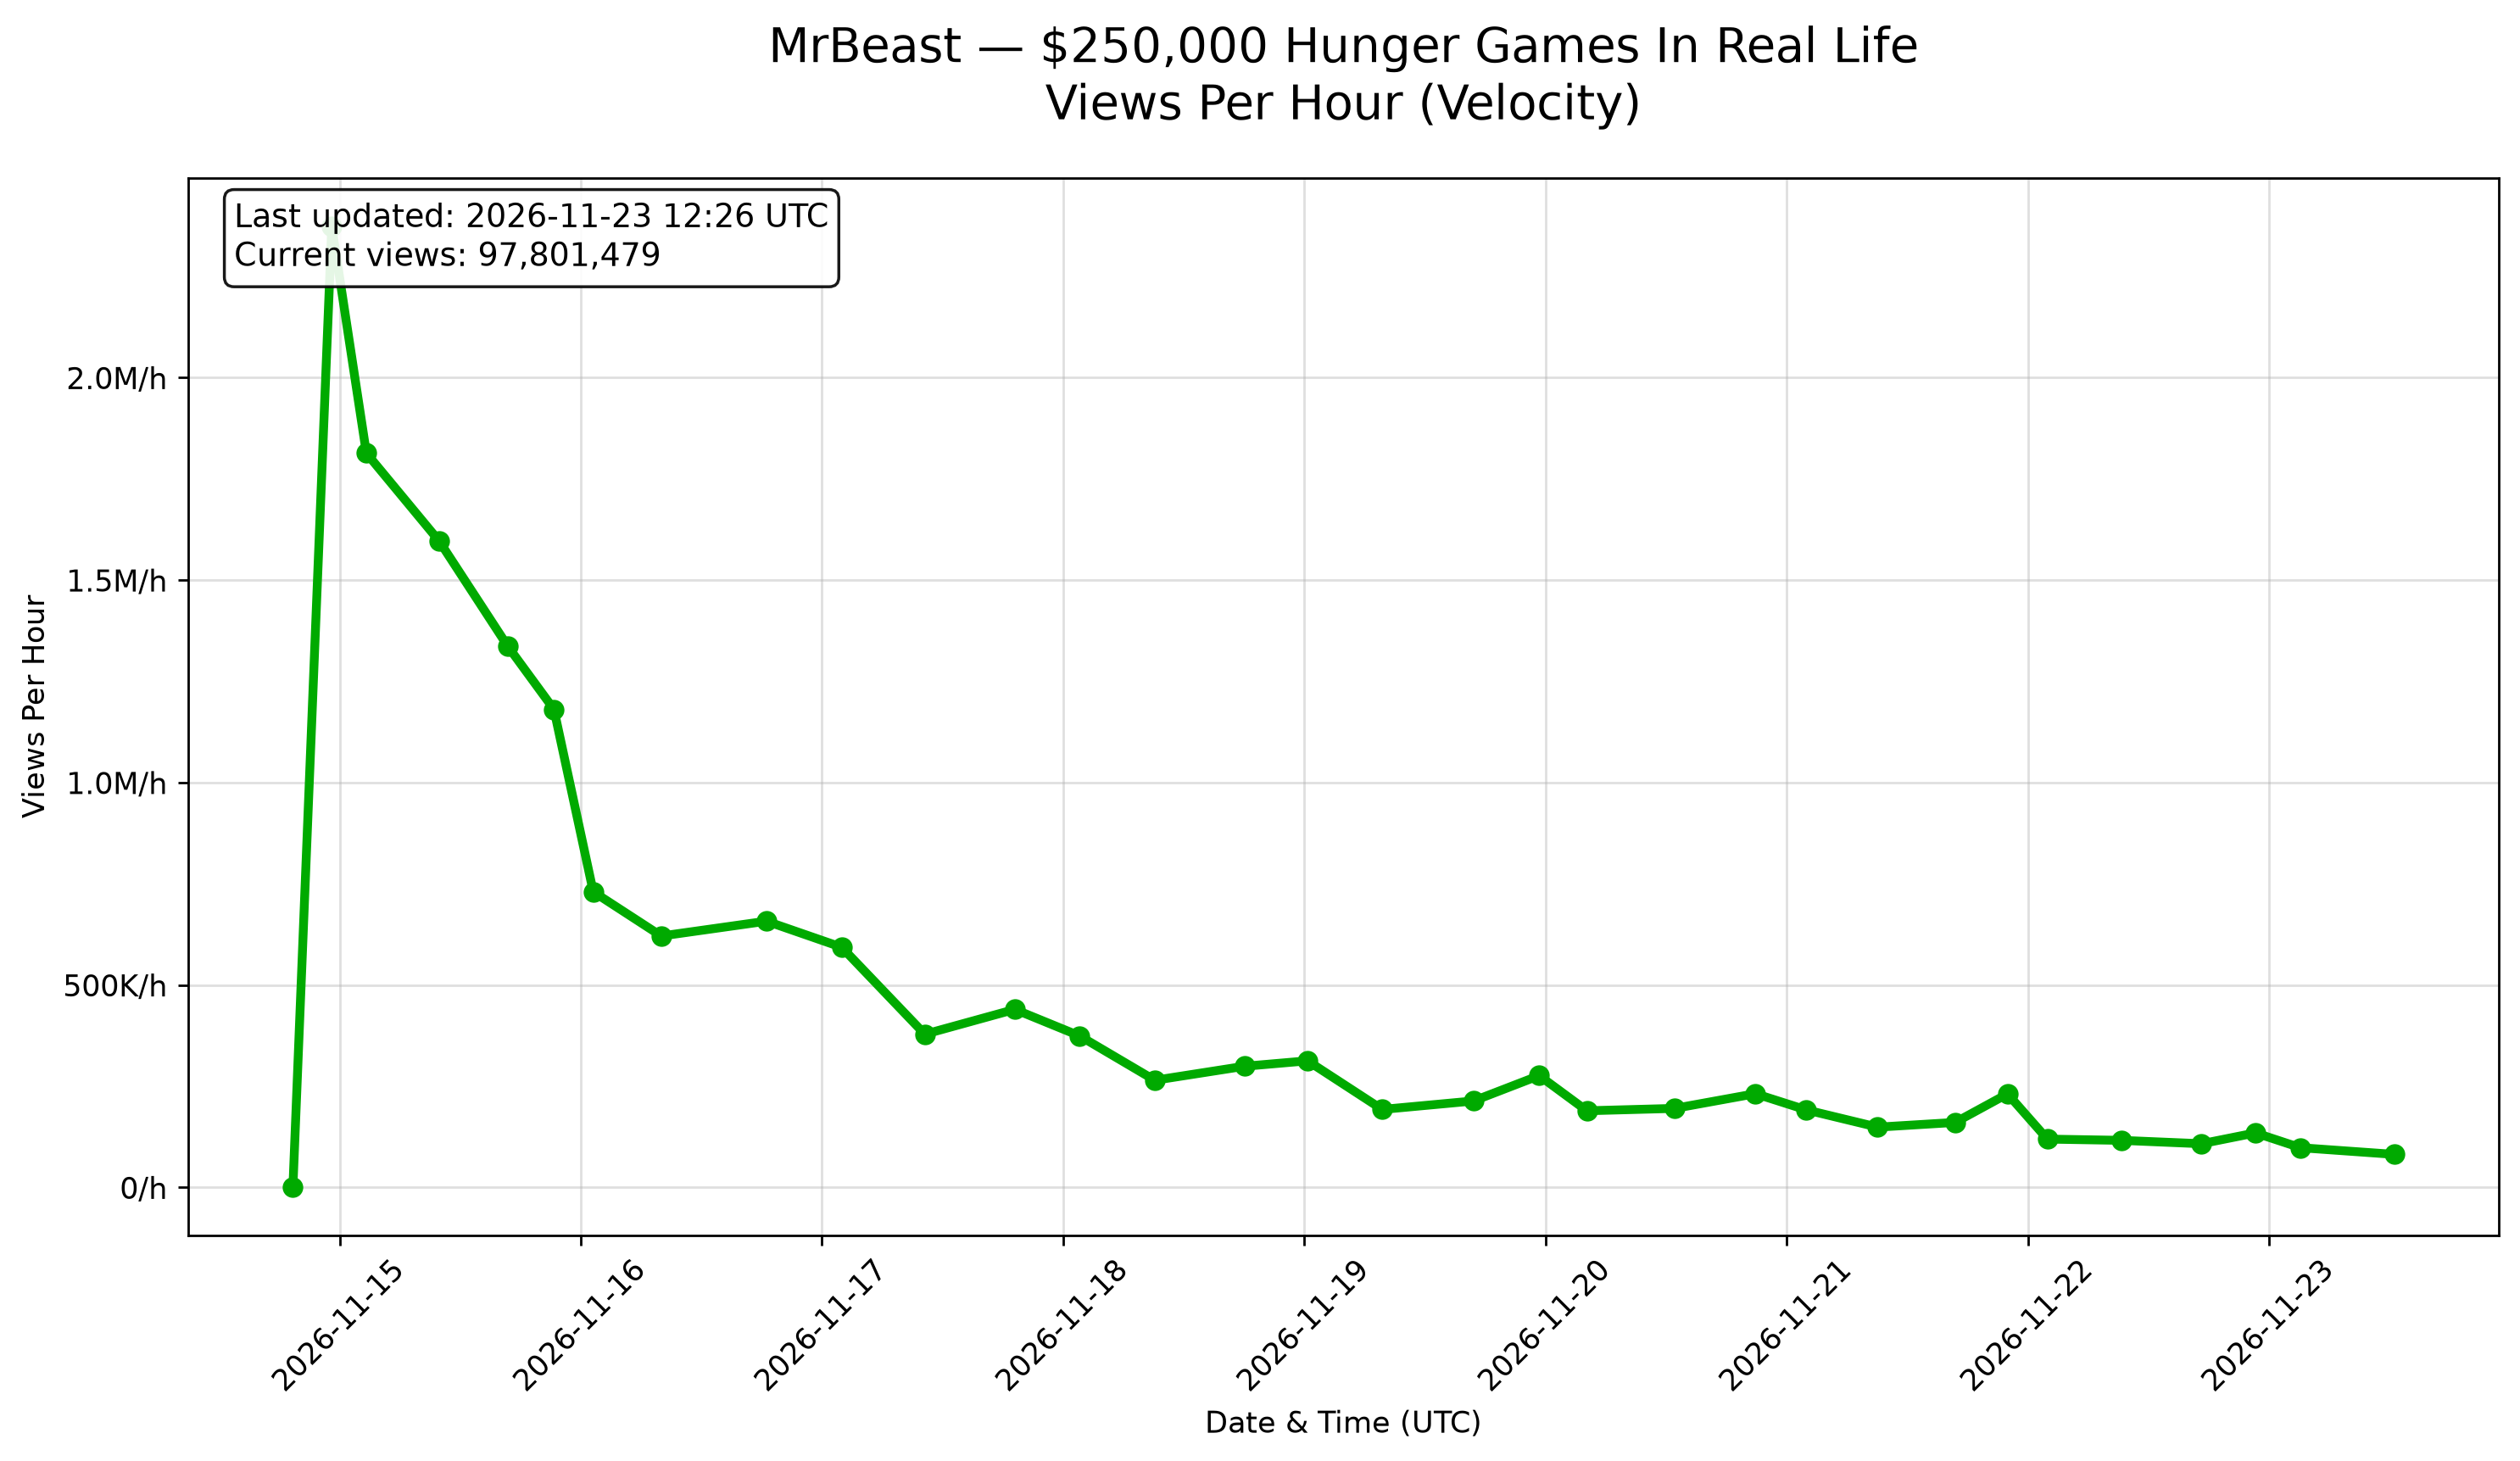 MrBeast — $250,000 Hunger Games In Real Life
Views Per Hour (Velocity)
Last updated: 2026-11-23 12:26 UTC
Current views: 97,801,479
2.0M/h
1.5M/h
1.0M/h
500K/h
0/h
Views Per Hour
2026-11-15
2026-11-16
2026-11-17
2026-11-18
2026-11-19
2026-11-20
2026-11-21
2026-11-22
2026-11-23
Date & Time (UTC)